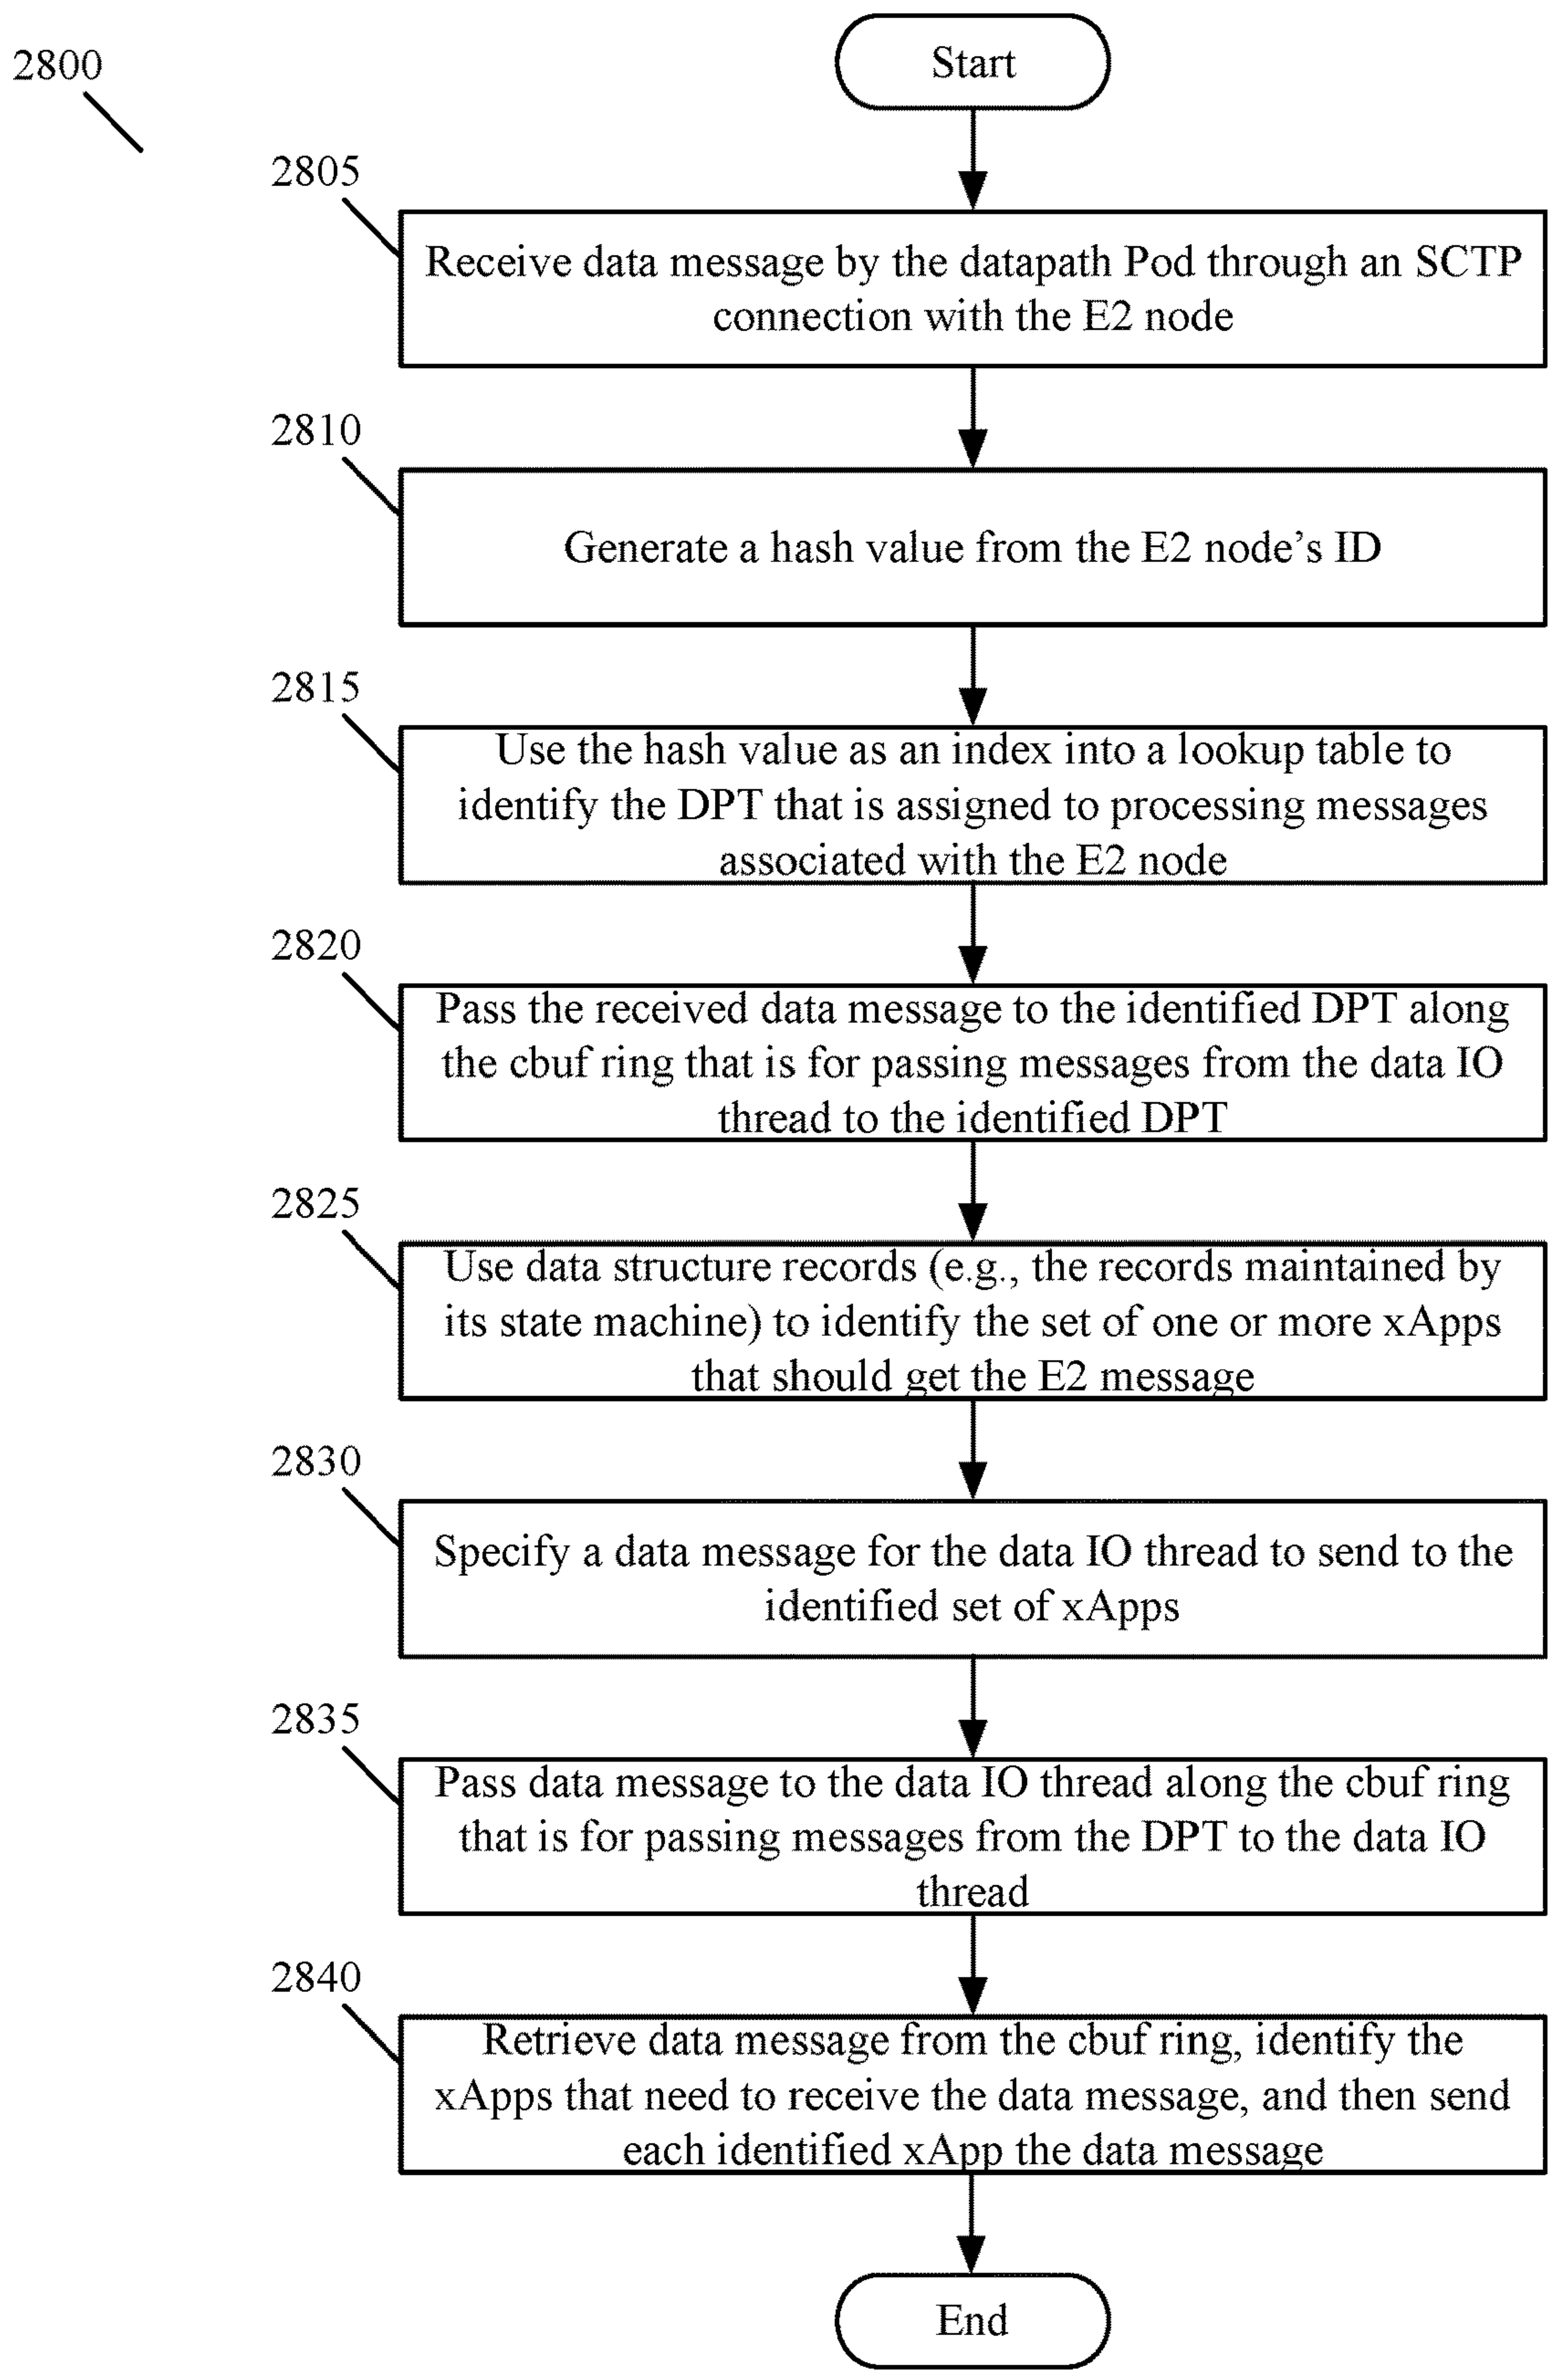 2800
Start
2805
Receive data message by the datapath Pod through an SCTP
connection with the E2 node
2810
Generate a hash value from the E2 node’s ID
2815
Use the hash value as an index into a lookup table to
identify the DPT that is assigned to processing messages
associated with the E2 node
2820
Pass the received data message to the identified DPT along
the cbuf ring that is for passing messages from the data IO
thread to the identified DPT
2825
Use data structure records (e.g., the records maintained by
its state machine) to identify the set of one or more xApps
that should get the E2 message
2830
Specify a data message for the data IO thread to send to the
identified set of xApps
2835
Pass data message to the data IO thread along the cbuf ring
that is for passing messages from the DPT to the data IO
thread
2840
Retrieve data message from the cbuf ring, identify the
xApps that need to receive the data message, and then send
each identified xApp the data message
End